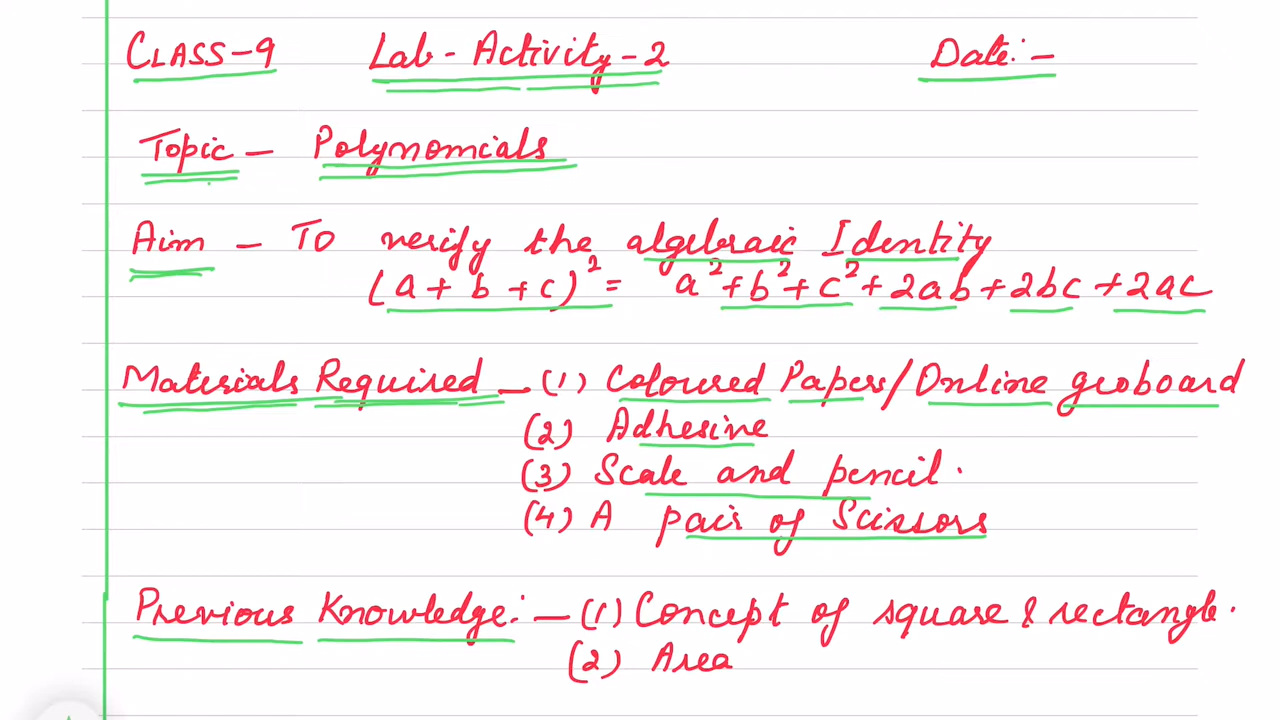 CLASS-9 Lab-Activity-2 Date:-
Topic - Polynomials
Aim - To verify the algebraic Identity
(a + b + c)² = a² + b² + c² + 2ab + 2bc + 2ac
Materials Required - (1) Coloured Papers/Online geoboard
(2) Adhesive
(3) Scale and pencil.
(4) A pair of Scissors
Previous Knowledge:- (1) Concept of square & rectangle.
(2) Area